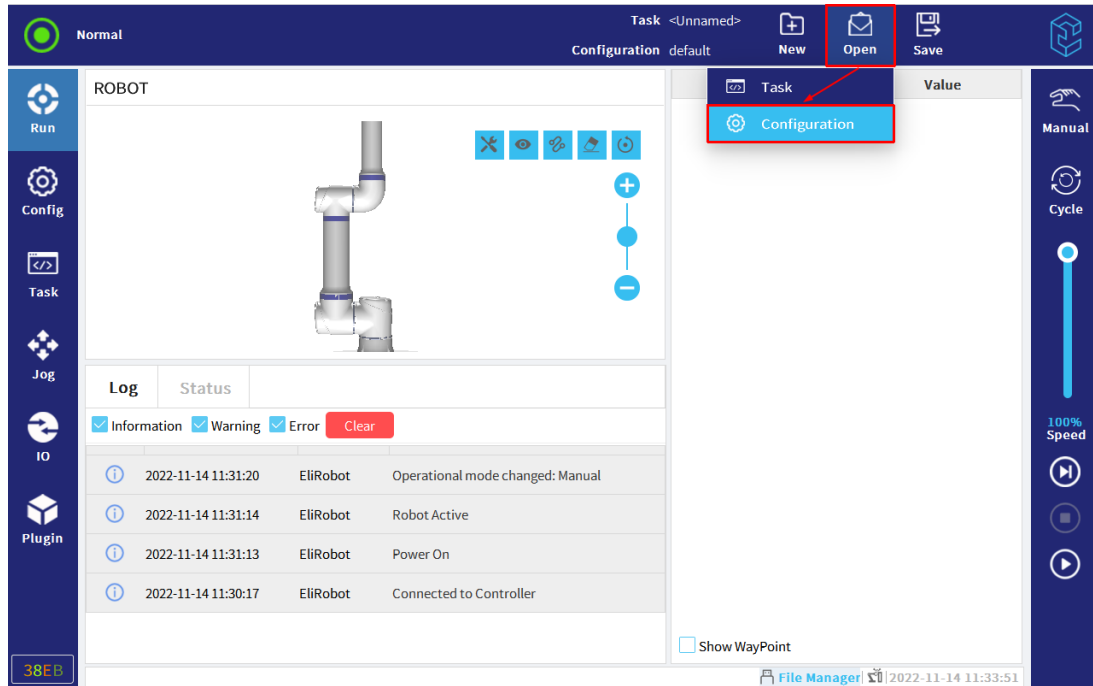 Normal
Task <Unnamed>
Configuration default
New
Open
Save
Run
Config
Task
Jog
IO
Plugin
38EB
ROBOT
Task
Configuration
Value
Log Status
Information Warning Error Clear
2022-11-14 11:31:20 EliRobot Operational mode changed: Manual
2022-11-14 11:31:14 EliRobot Robot Active
2022-11-14 11:31:13 EliRobot Power On
2022-11-14 11:30:17 EliRobot Connected to Controller
Show WayPoint
File Manager 2022-11-14 11:33:51
Manual
Cycle
100%
Speed